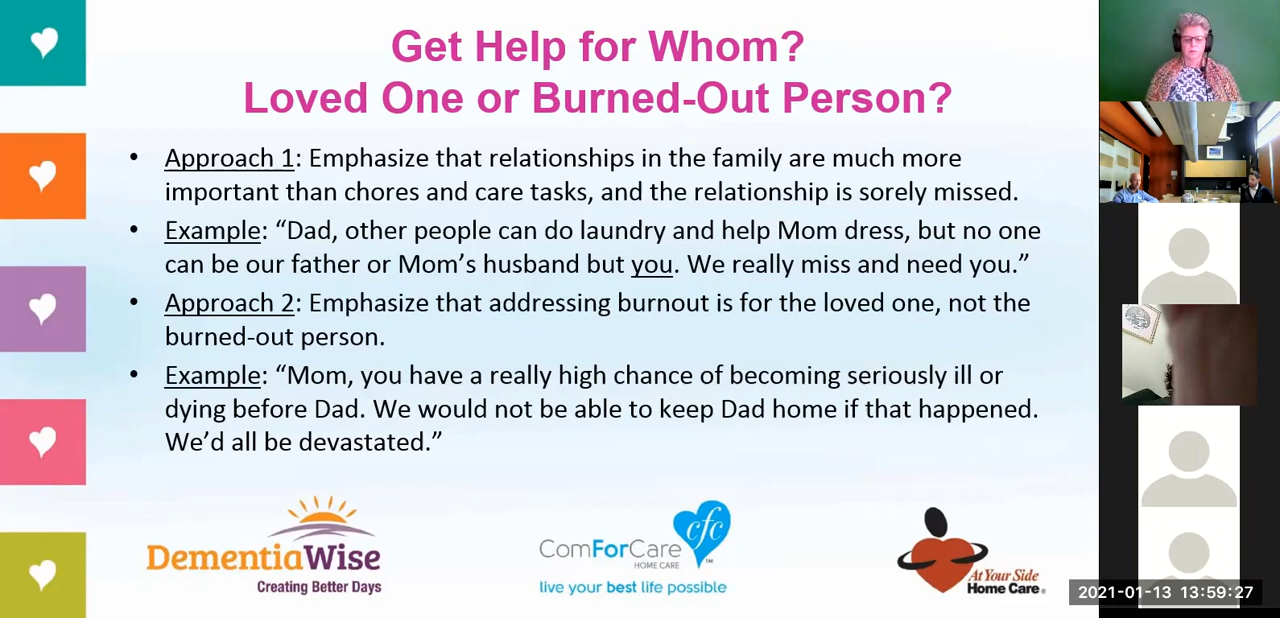 Get Help for Whom?
Loved One or Burned-Out Person?
• Approach 1: Emphasize that relationships in the family are much more
important than chores and care tasks, and the relationship is sorely missed.
• Example: “Dad, other people can do laundry and help Mom dress, but no one
can be our father or Mom’s husband but you. We really miss and need you.”
• Approach 2: Emphasize that addressing burnout is for the loved one, not the
burned-out person.
• Example: “Mom, you have a really high chance of becoming seriously ill or
dying before Dad. We would not be able to keep Dad home if that happened.
We’d all be devastated.”
DementiaWise
Creating Better Days
cfc
ComForCare
HOME CARE
live your best life possible
At Your Side
Home Care®
2021-01-13 13:59:27